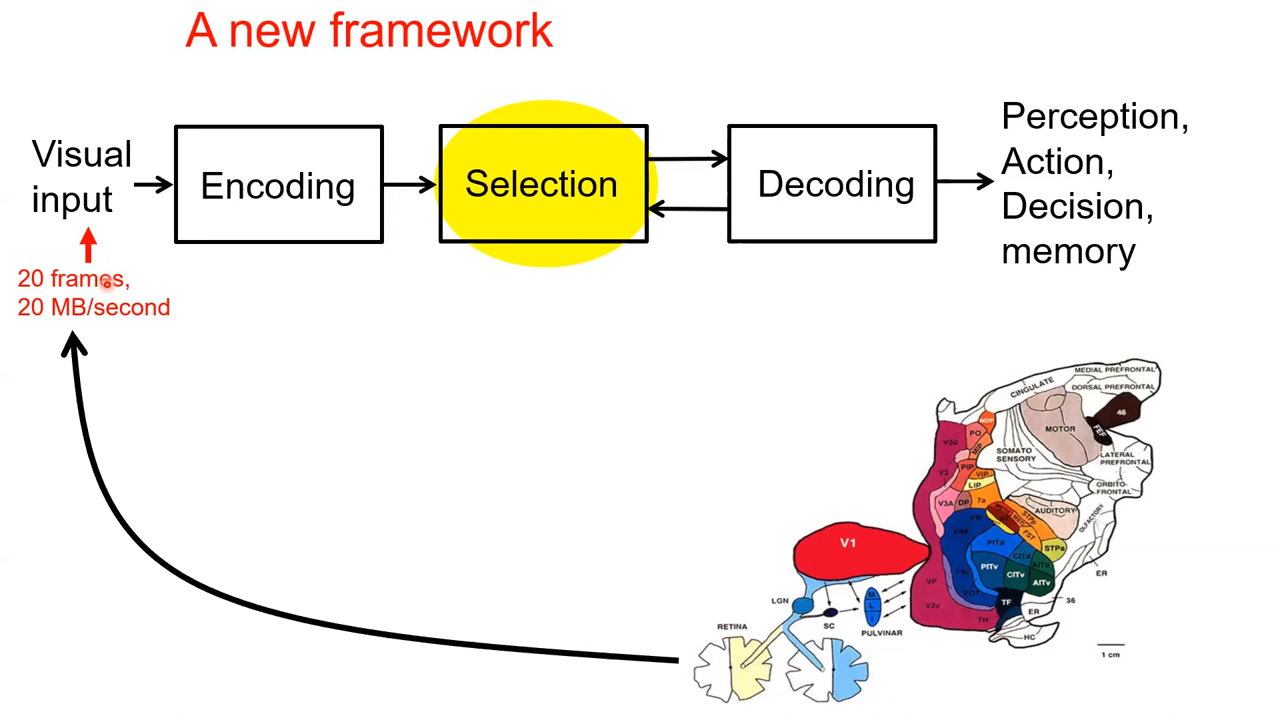 A new framework
Visual
input
Encoding
Selection
Decoding
Perception,
Action,
Decision,
memory
20 frames,
20 MB/second
MEDIAL PREFRONTAL
CINGULATE
DORSAL PREFRONTAL
46
MDP
FEF
MOTOR
PO
V2d
MIP
SOMATO
SENSORY
LATERAL
PREFRONTAL
V3
PIP
VIP
LIP
ORBITO-
FRONTAL
7a
V3A
DP
AUDITORY
OLFACTORY
STPp
FST
V4d
PITd
STPa
CITd
AITd
V1
PITv
CITv
AITv
ER
V4v
VP
VOT
M
L
I
LGN
V2v
TF
36
ER
SC
TH
RETINA
PULVINAR
HC
1 cm